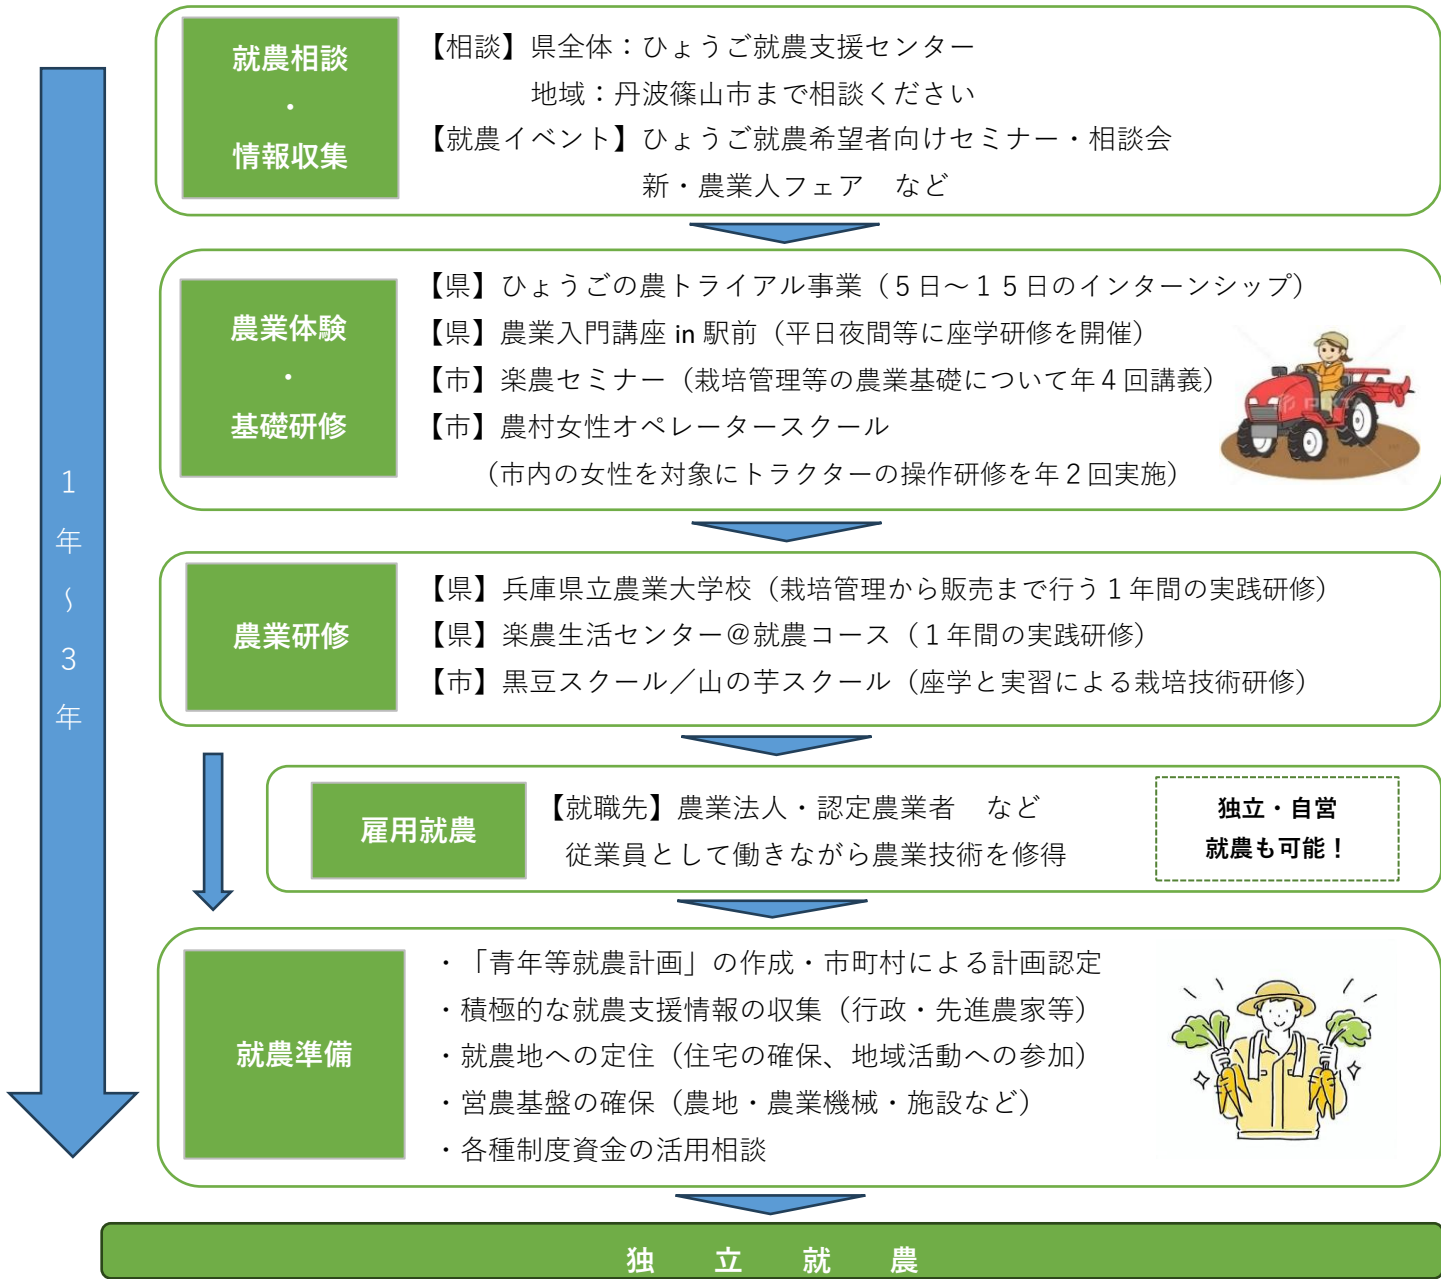 就農相談
・
情報収集
【相談】県全体：ひょうご就農支援センター
地域：丹波篠山市まで相談ください
【就農イベント】ひょうご就農希望者向けセミナー・相談会
新・農業人フェア　など
農業体験
・
基礎研修
【県】ひょうごの農トライアル事業（５日～１５日のインターンシップ）
【県】農業入門講座 in 駅前（平日夜間等に座学研修を開催）
【市】楽農セミナー（栽培管理等の農業基礎について年４回講義）
【市】農村女性オペレータースクール
（市内の女性を対象にトラクターの操作研修を年２回実施）
１年～３年
農業研修
【県】兵庫県立農業大学校（栽培管理から販売まで行う１年間の実践研修）
【県】楽農生活センター＠就農コース（１年間の実践研修）
【市】黒豆スクール／山の芋スクール（座学と実習による栽培技術研修）
雇用就農
【就職先】農業法人・認定農業者　など
従業員として働きながら農業技術を修得
独立・自営
就農も可能！
就農準備
・「青年等就農計画」の作成・市町村による計画認定
・積極的な就農支援情報の収集（行政・先進農家等）
・就農地への定住（住宅の確保、地域活動への参加）
・営農基盤の確保（農地・農業機械・施設など）
・各種制度資金の活用相談
独　立　就　農